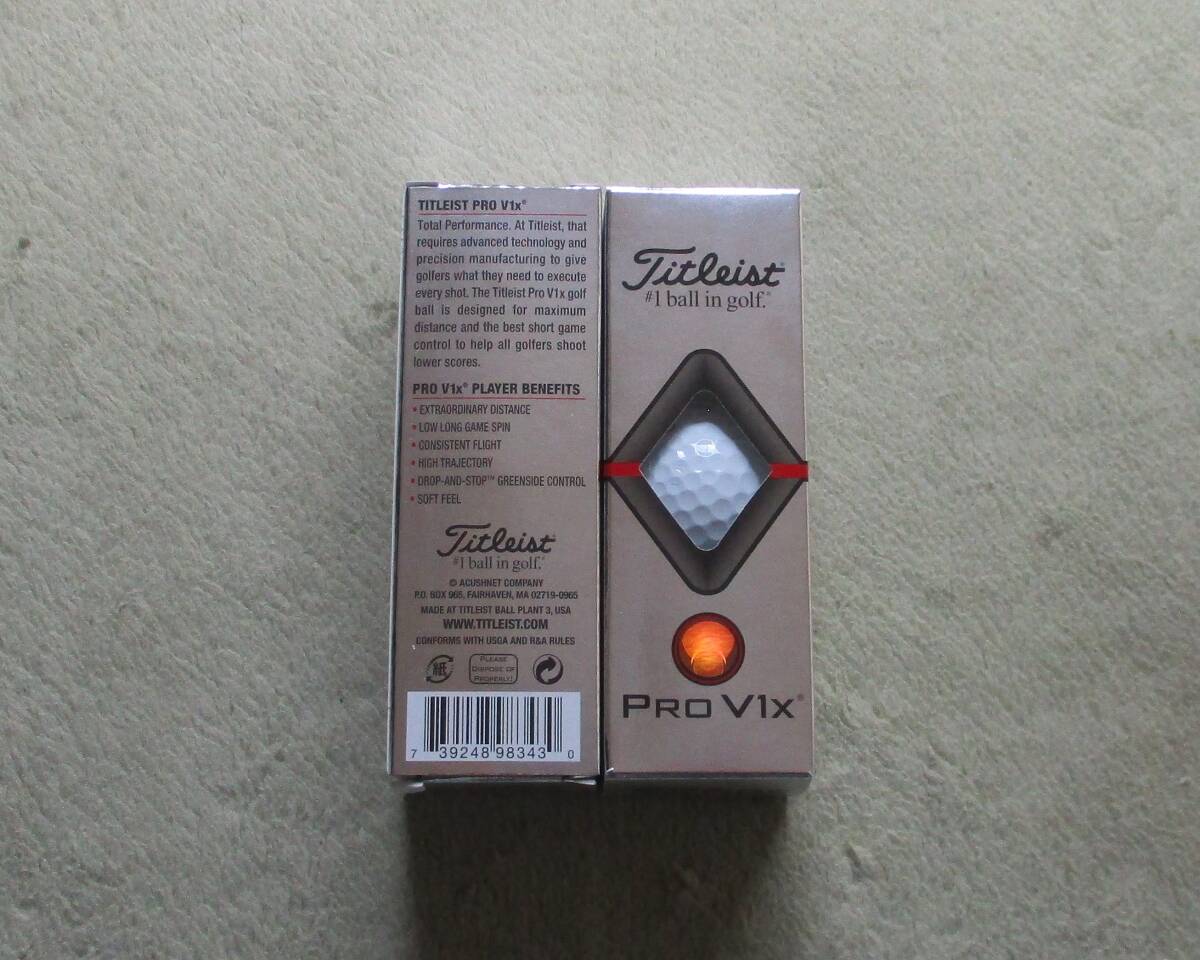 TITLEIST PRO V1x®
Total Performance. At Titleist, that
requires advanced technology and
precision manufacturing to give
golfers what they need to execute
every shot. The Titleist Pro V1x golf
ball is designed for maximum
distance and the best short game
control to help all golfers shoot
lower scores.
PRO V1x® PLAYER BENEFITS
• EXTRAORDINARY DISTANCE
• LOW LONG GAME SPIN
• CONSISTENT FLIGHT
• HIGH TRAJECTORY
• DROP-AND-STOP™ GREENSIDE CONTROL
• SOFT FEEL
Titleist®
#1 ball in golf.®
© ACUSHNET COMPANY
P.O. BOX 965, FAIRHAVEN, MA 02719-0965
MADE AT TITLEIST BALL PLANT 3, USA
WWW.TITLEIST.COM
CONFORMS WITH USGA AND R&A RULES
PLEASE
DISPOSE OF
PROPERLY!
7 39248 98343 0
Titleist®
#1 ball in golf.®
PRO V1x®